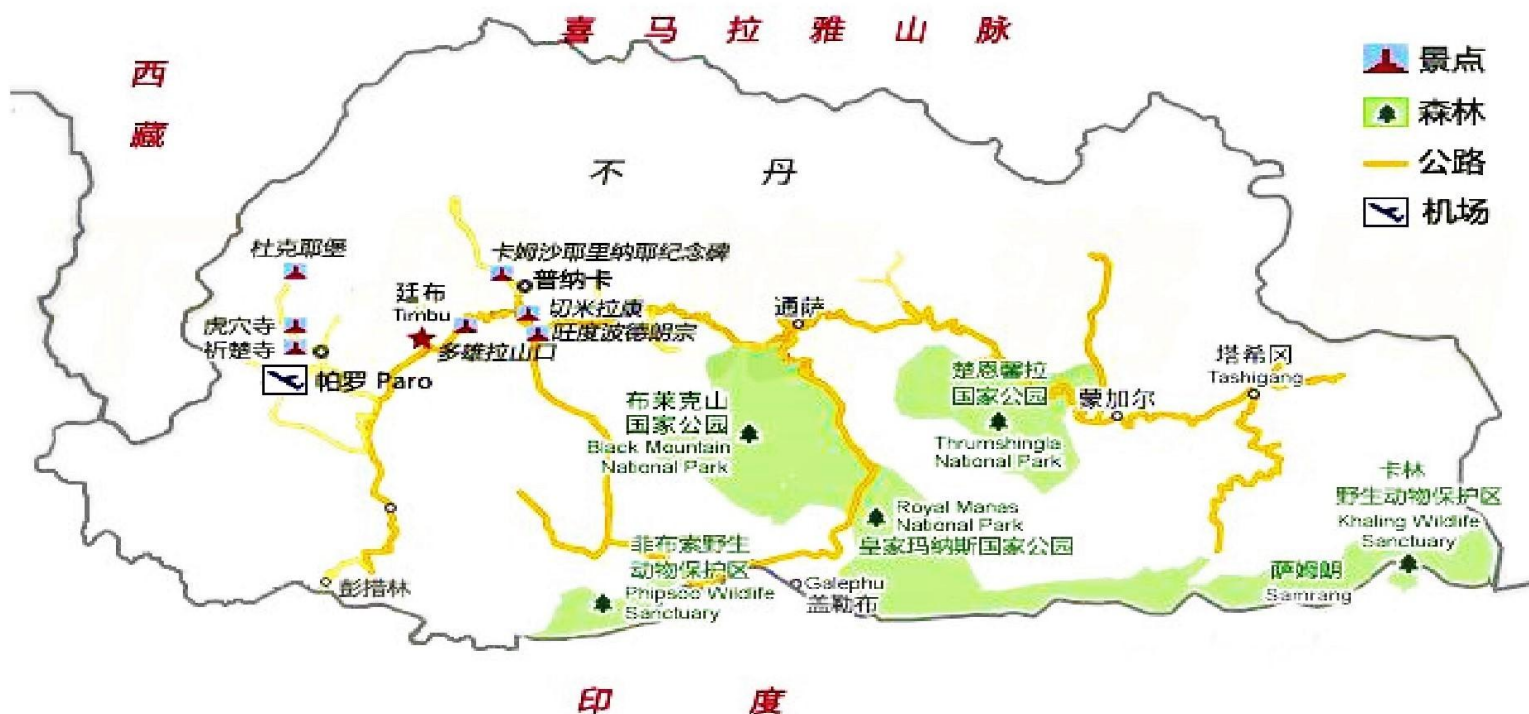 喜马拉雅山脉
西藏
景点
森林
公路
机场
不丹
杜克耶堡
卡姆沙耶里纳耶纪念碑
普纳卡
廷布
Timbu
切米拉康
旺度波德朗宗
通萨
虎穴寺
祈楚寺
多雄拉山口
帕罗 Paro
塔希冈
Tashigang
楚恩馨拉
国家公园
Thrumshingla
National Park
蒙加尔
布莱克山
国家公园
Black Mountain
National Park
卡林
野生动物保护区
Khaling Wildlife
Sanctuary
Royal Manas
National Park
皇家玛纳斯国家公园
菲布索野生
动物保护区
Phipsoo Wildlife
Sanctuary
Galephu
盖勒布
萨姆朗
Samrang
彭措林
印度